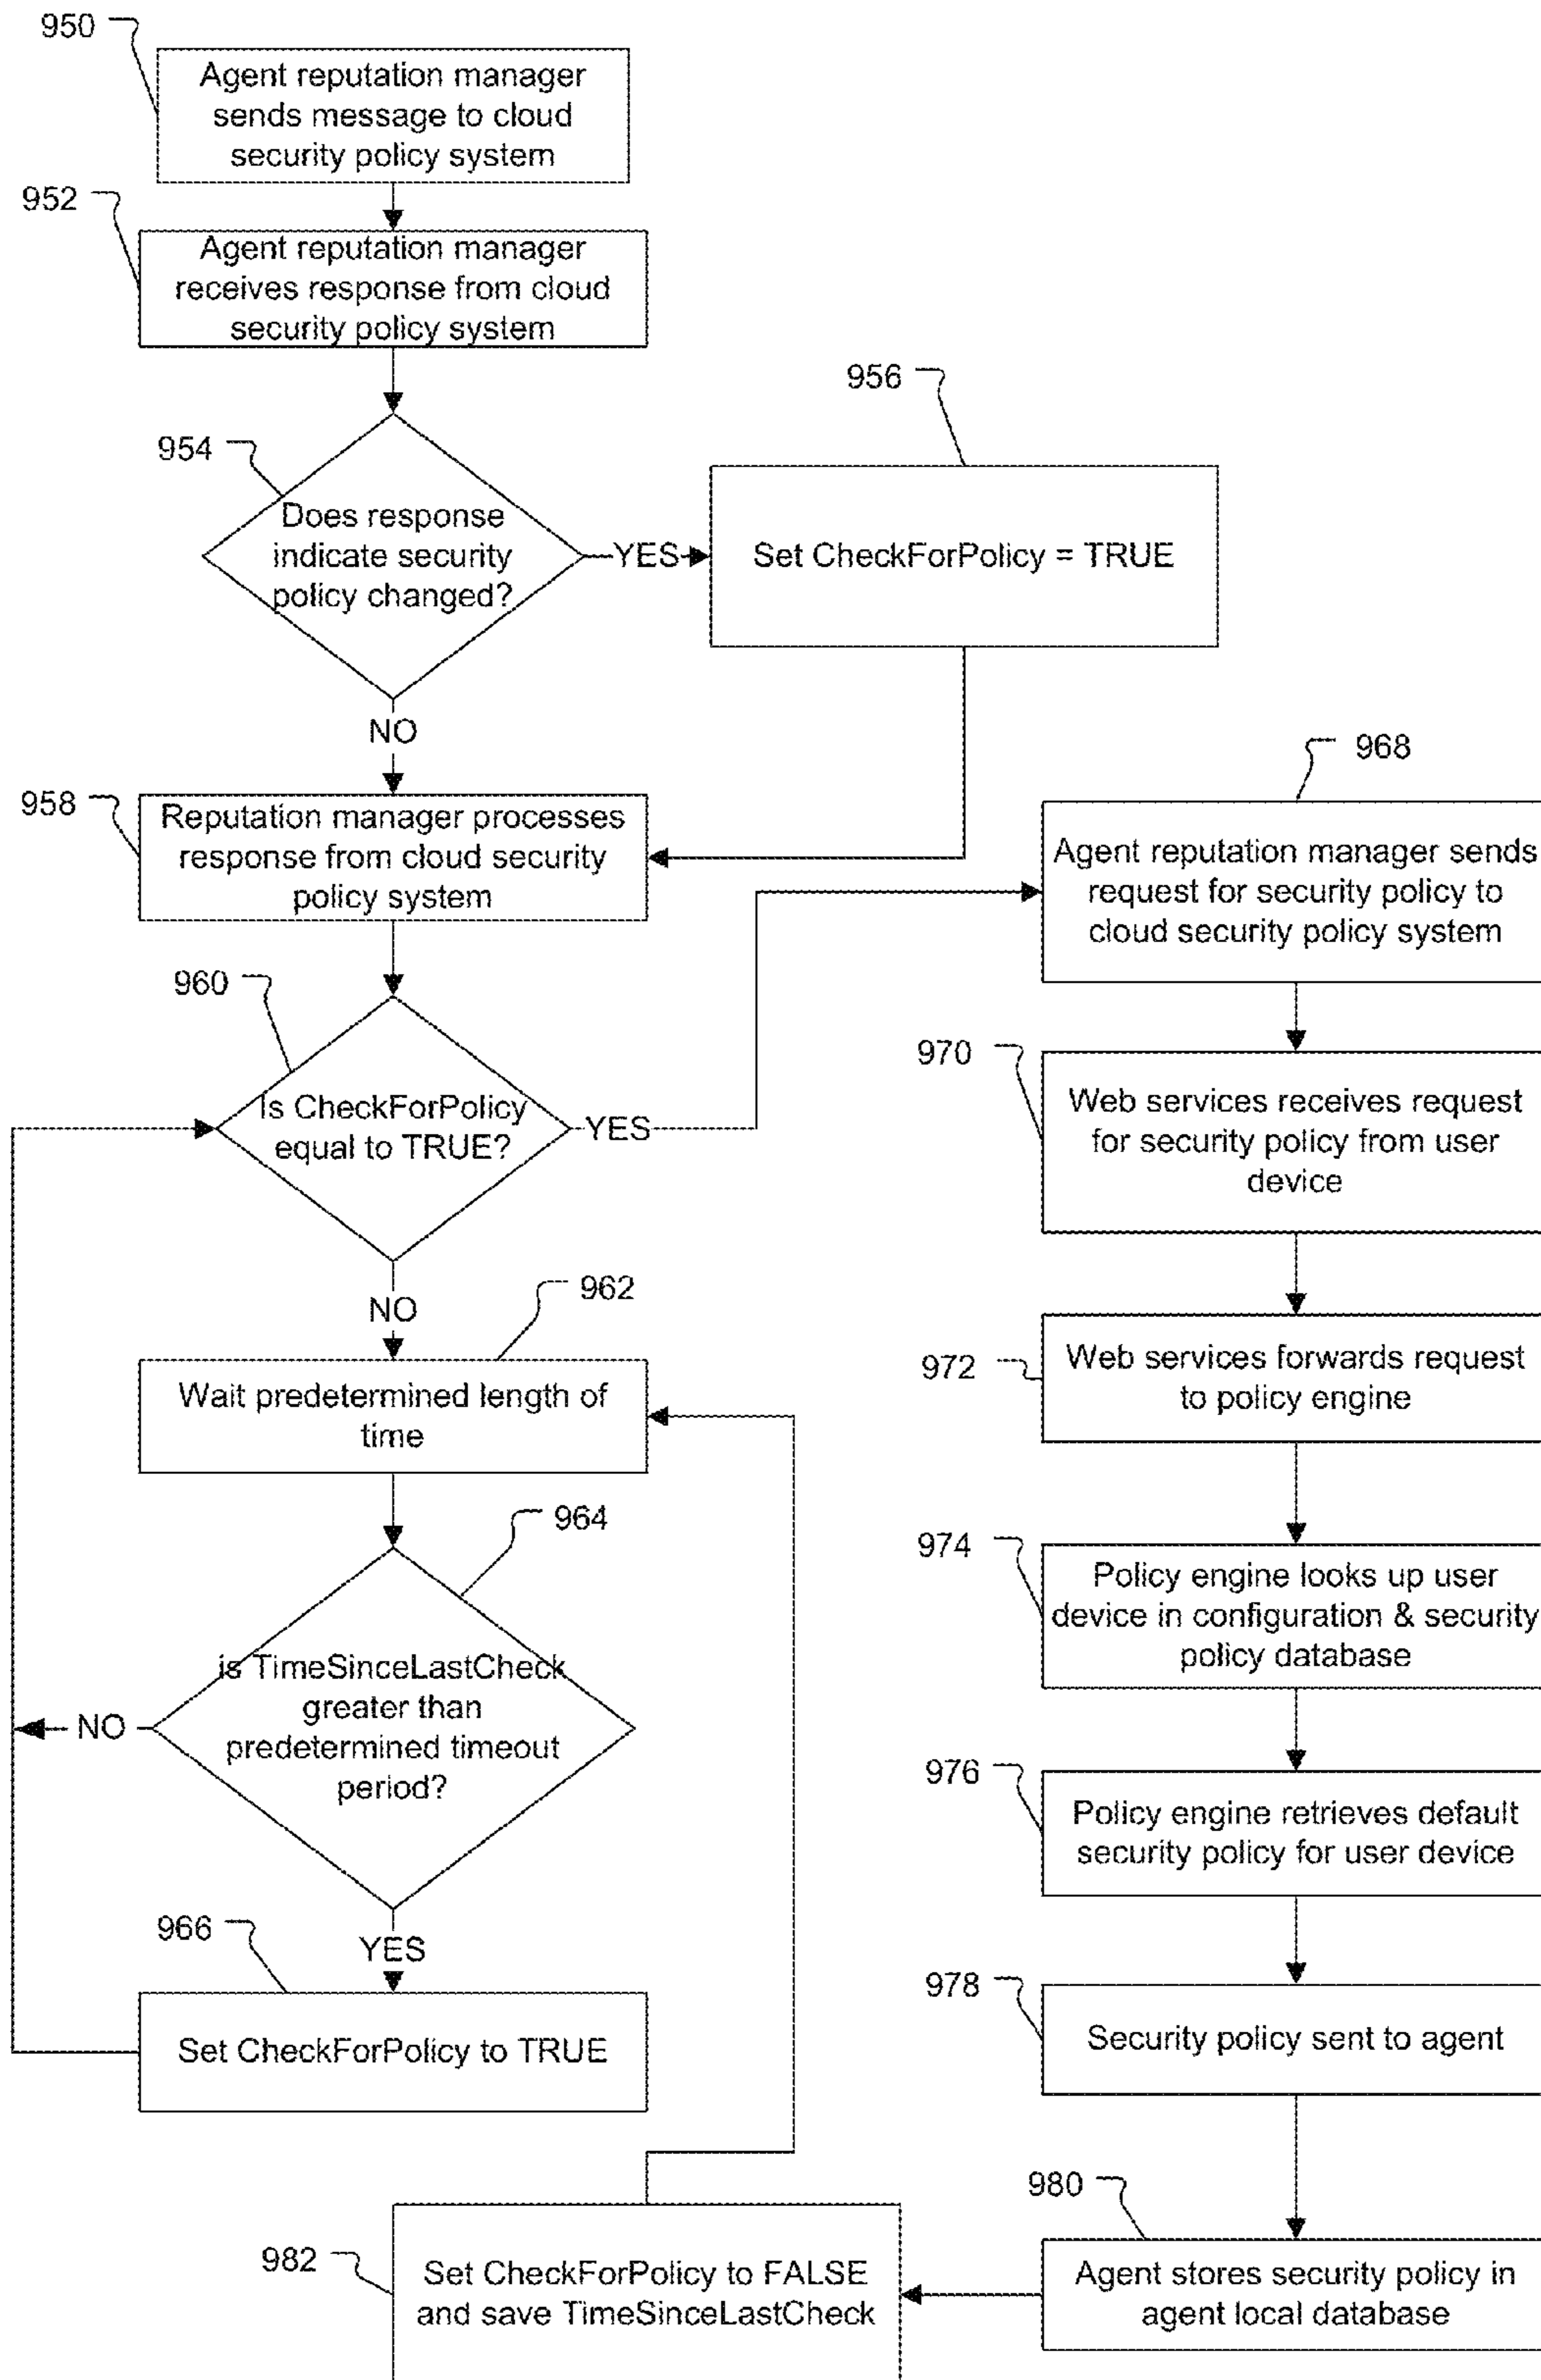 950
Agent reputation manager
sends message to cloud
security policy system
952
Agent reputation manager
receives response from cloud
security policy system
954
Does response
indicate security
policy changed?
YES
956
Set CheckForPolicy = TRUE
NO
958
Reputation manager processes
response from cloud security
policy system
960
Is CheckForPolicy
equal to TRUE?
YES
NO
962
Wait predetermined length of
time
964
is TimeSinceLastCheck
greater than
predetermined timeout
period?
NO
YES
966
Set CheckForPolicy to TRUE
968
Agent reputation manager sends
request for security policy to
cloud security policy system
970
Web services receives request
for security policy from user
device
972
Web services forwards request
to policy engine
974
Policy engine looks up user
device in configuration & security
policy database
976
Policy engine retrieves default
security policy for user device
978
Security policy sent to agent
980
Agent stores security policy in
agent local database
982
Set CheckForPolicy to FALSE
and save TimeSinceLastCheck